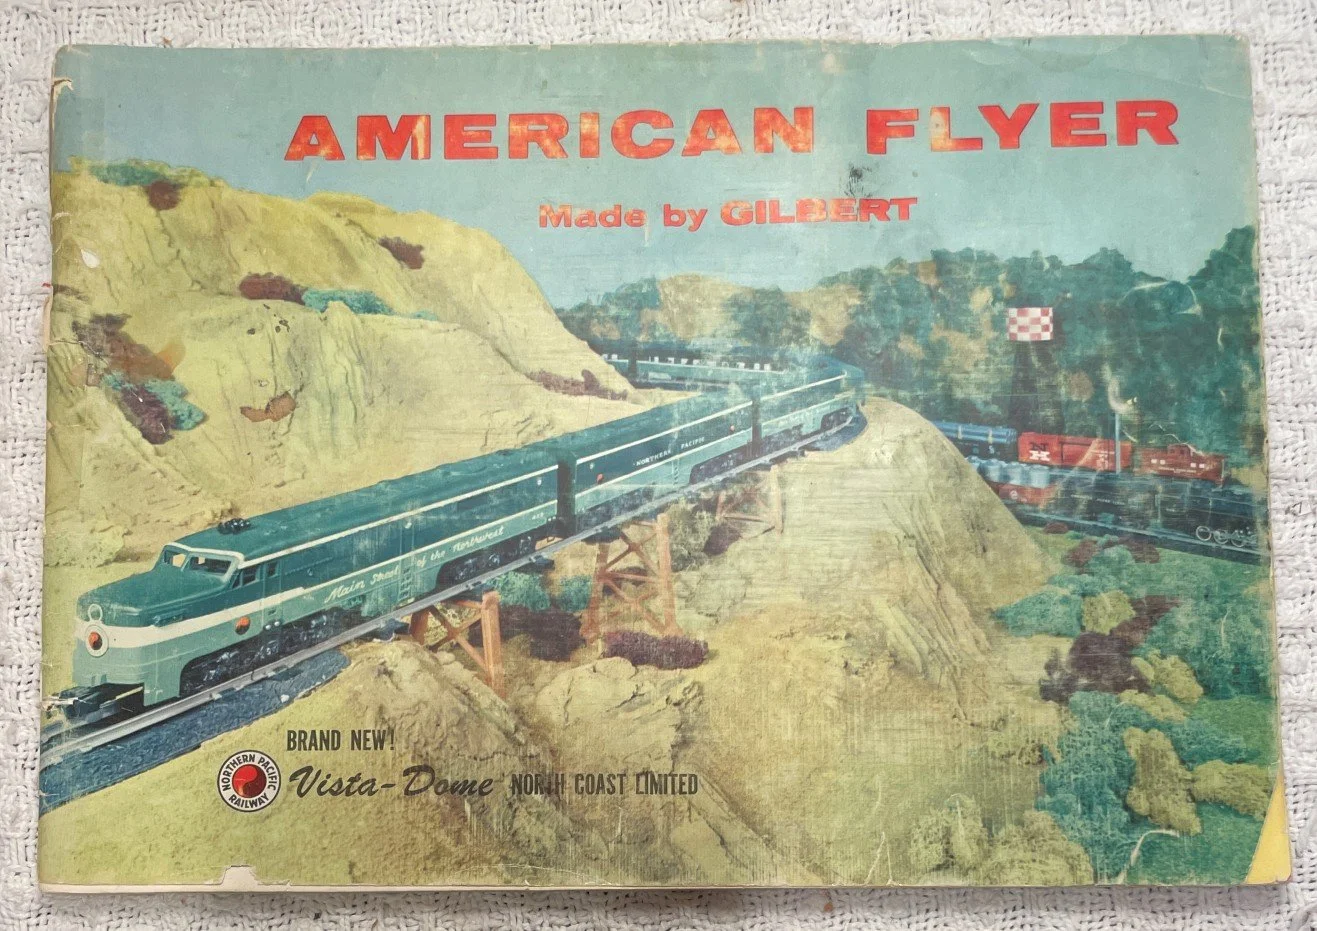 AMERICAN FLYER
Made by GILBERT
NORTHERN PACIFIC
Main Street of the Northwest
NH
BRAND NEW!
NORTHERN PACIFIC RAILWAY
Vista-Dome NORTH COAST LIMITED